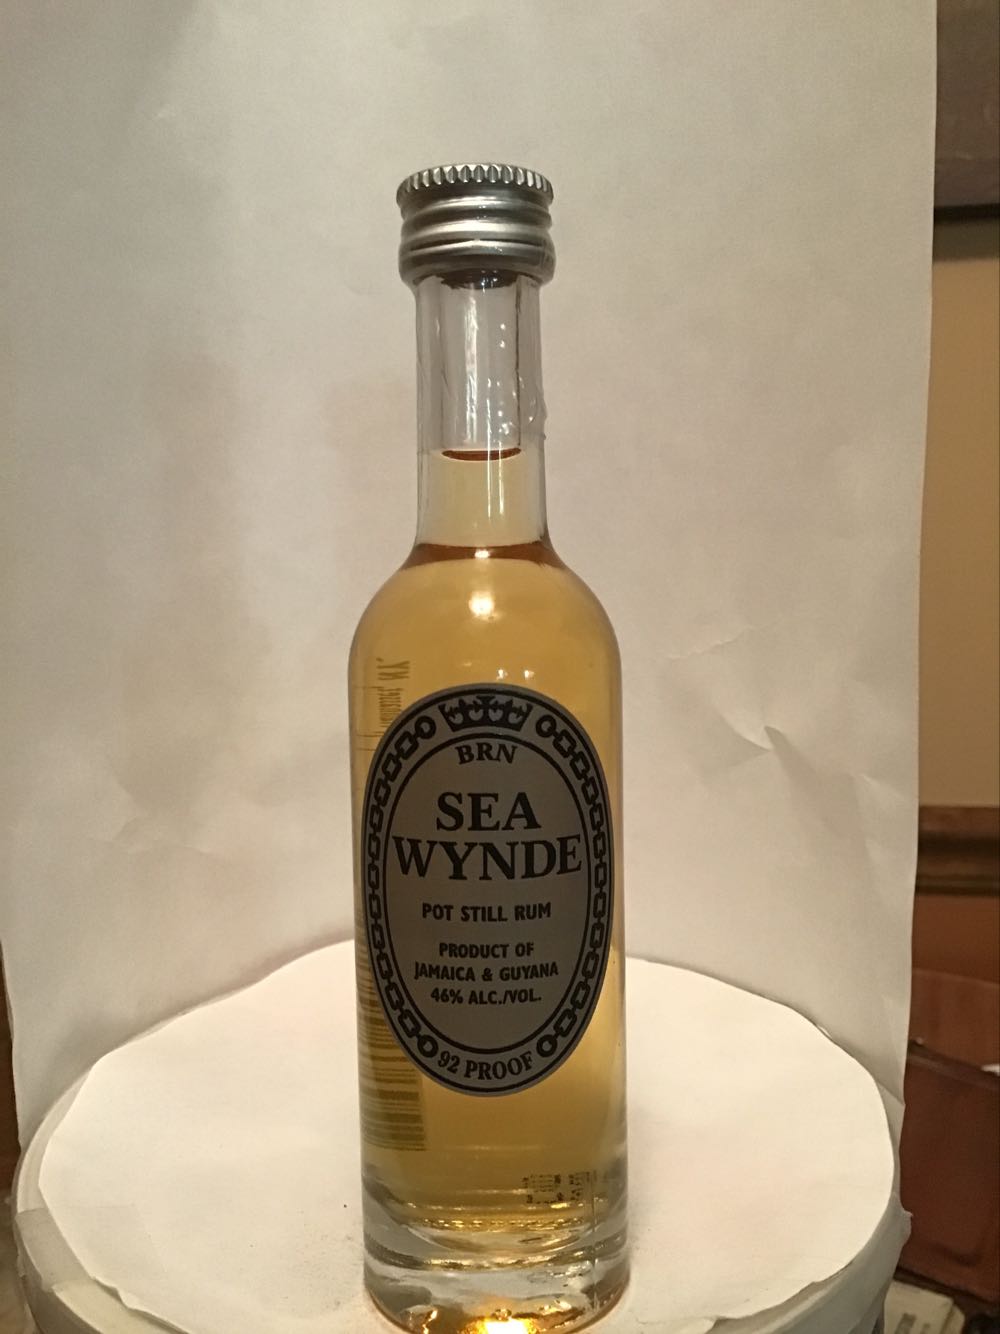 BRN
SEA
WYNDE
POT STILL RUM
PRODUCT OF
JAMAICA & GUYANA
46% ALC./VOL.
92 PROOF